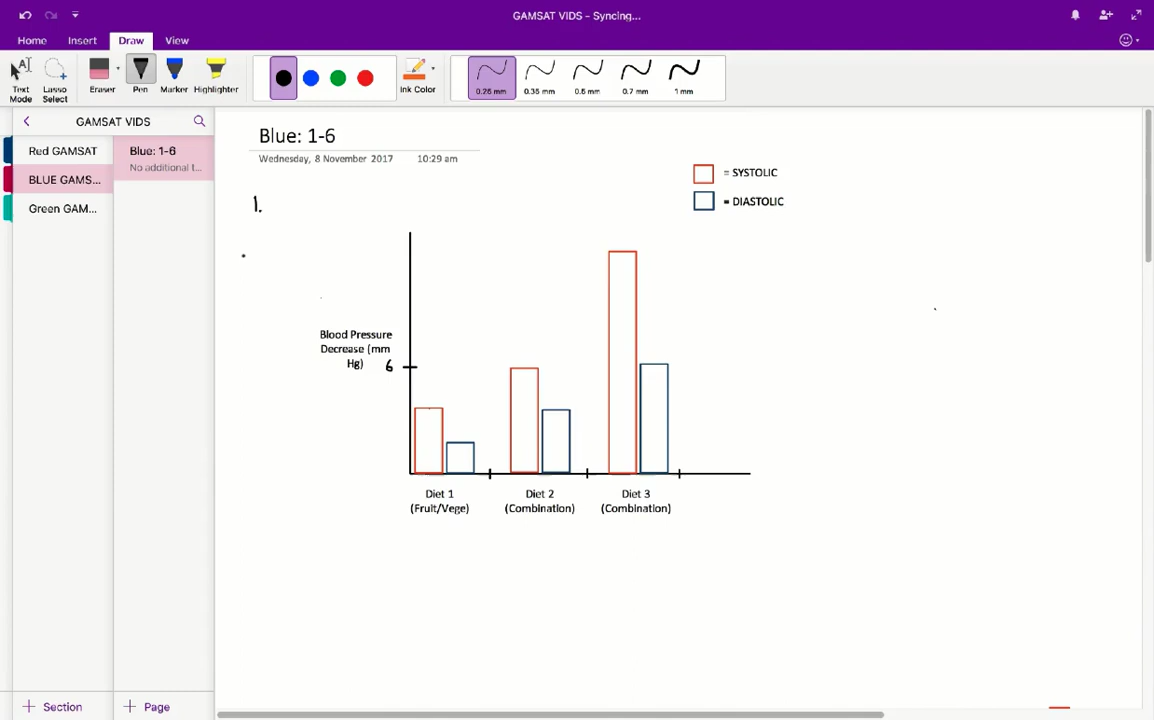 GAMSAT VIDS - Syncing...
Home Insert Draw View
Text Mode
Lasso Select
Eraser
Pen
Marker
Highlighter
Ink Color
0.25 mm
0.35 mm
0.5 mm
0.7 mm
1 mm
GAMSAT VIDS
Red GAMSAT
BLUE GAMS...
Green GAM...
Blue: 1-6
No additional t...
Blue: 1-6
Wednesday, 8 November 2017 10:29 am
= SYSTOLIC
= DIASTOLIC
1.
Blood Pressure
Decrease (mm
Hg) 6
Diet 1
(Fruit/Vege)
Diet 2
(Combination)
Diet 3
(Combination)
+ Section
+ Page